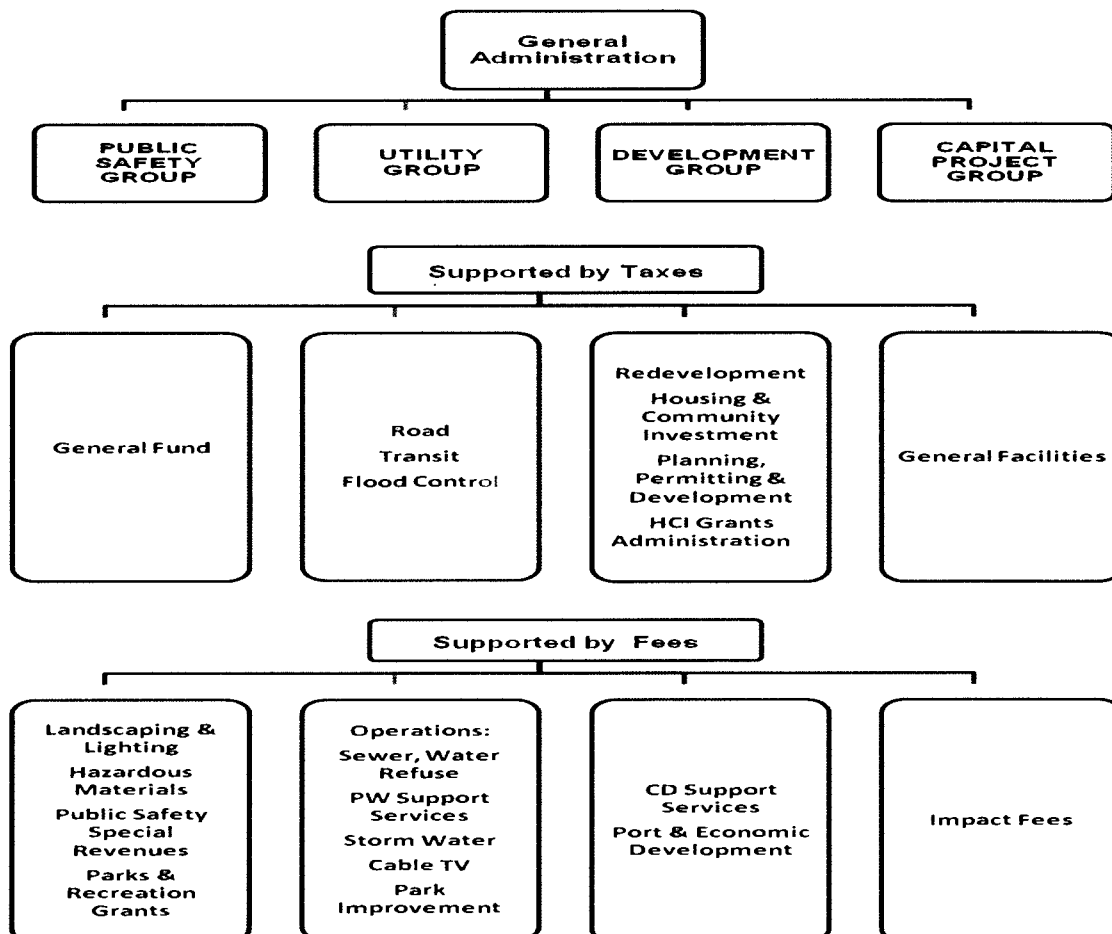 General
Administration
PUBLIC
SAFETY
GROUP
UTILITY
GROUP
DEVELOPMENT
GROUP
CAPITAL
PROJECT
GROUP
Supported by Taxes
General Fund
Road
Transit
Flood Control
Redevelopment
Housing &
Community
Investment
Planning,
Permitting &
Development
HCI Grants
Administration
General Facilities
Supported by Fees
Landscaping &
Lighting
Hazardous
Materials
Public Safety
Special
Revenues
Parks &
Recreation
Grants
Operations:
Sewer, Water
Refuse
PW Support
Services
Storm Water
Cable TV
Park
Improvement
CD Support
Services
Port & Economic
Development
Impact Fees